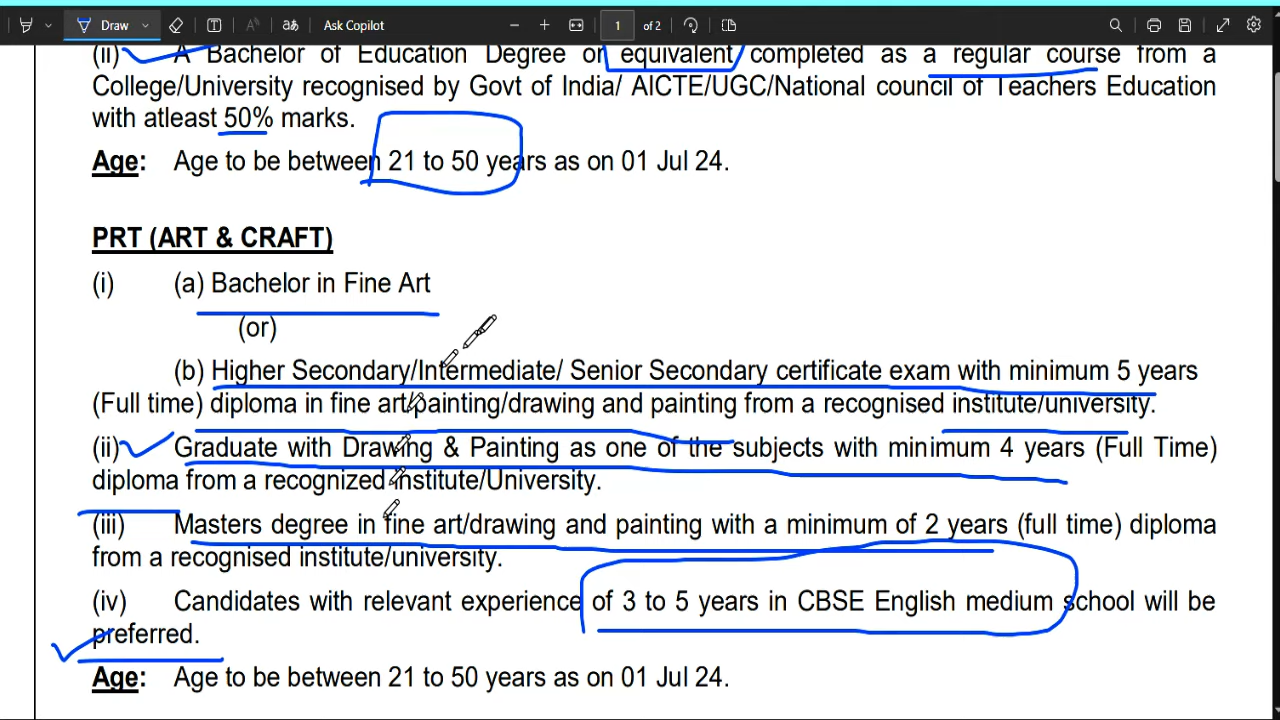 Draw
ab
Ask Copilot
1
of 2
(ii) A Bachelor of Education Degree or equivalent completed as a regular course from a
College/University recognised by Govt of India/ AICTE/UGC/National council of Teachers Education
with atleast 50% marks.
Age: Age to be between 21 to 50 years as on 01 Jul 24.
PRT (ART & CRAFT)
(i) (a) Bachelor in Fine Art
(or)
(b) Higher Secondary/Intermediate/ Senior Secondary certificate exam with minimum 5 years
(Full time) diploma in fine art/painting/drawing and painting from a recognised institute/university.
(ii) Graduate with Drawing & Painting as one of the subjects with minimum 4 years (Full Time)
diploma from a recognized institute/University.
(iii) Masters degree in fine art/drawing and painting with a minimum of 2 years (full time) diploma
from a recognised institute/university.
(iv) Candidates with relevant experience of 3 to 5 years in CBSE English medium school will be
preferred.
Age: Age to be between 21 to 50 years as on 01 Jul 24.